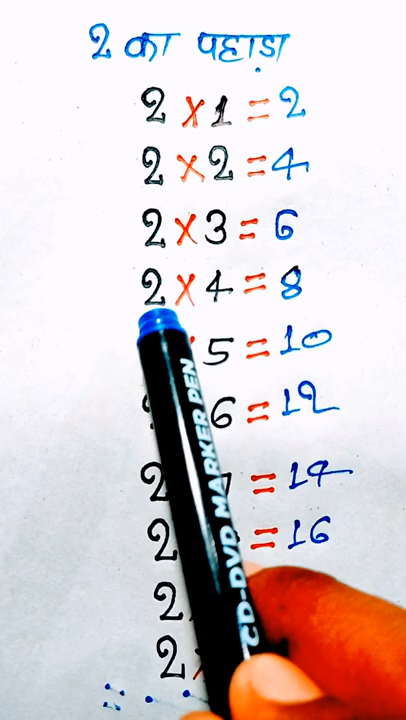 2 का पहाडा़
2 × 1 = 2
2 × 2 = 4
2 × 3 = 6
2 × 4 = 8
5 = 10
6 = 12
2 = 14
2 = 16
2
2
CD-DVD MARKER PEN